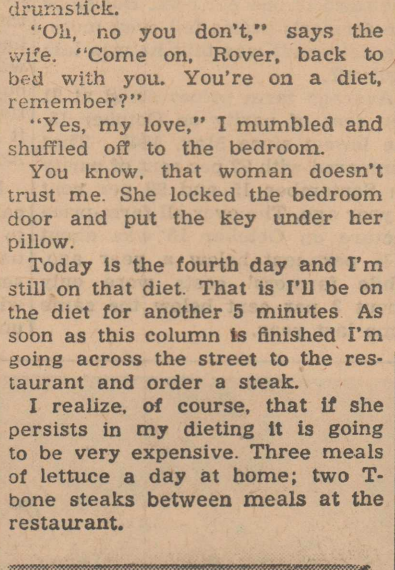 drumstick.
"Oh, no you don't," says the
wife. "Come on, Rover, back to
bed with you. You're on a diet,
remember?"
"Yes, my love," I mumbled and
shuffled off to the bedroom.
You know, that woman doesn't
trust me. She locked the bedroom
door and put the key under her
pillow.
Today is the fourth day and I'm
still on that diet. That is I'll be on
the diet for another 5 minutes As
soon as this column is finished I'm
going across the street to the res-
taurant and order a steak.
I realize, of course, that if she
persists in my dieting it is going
to be very expensive. Three meals
of lettuce a day at home; two T-
bone steaks between meals at the
restaurant.